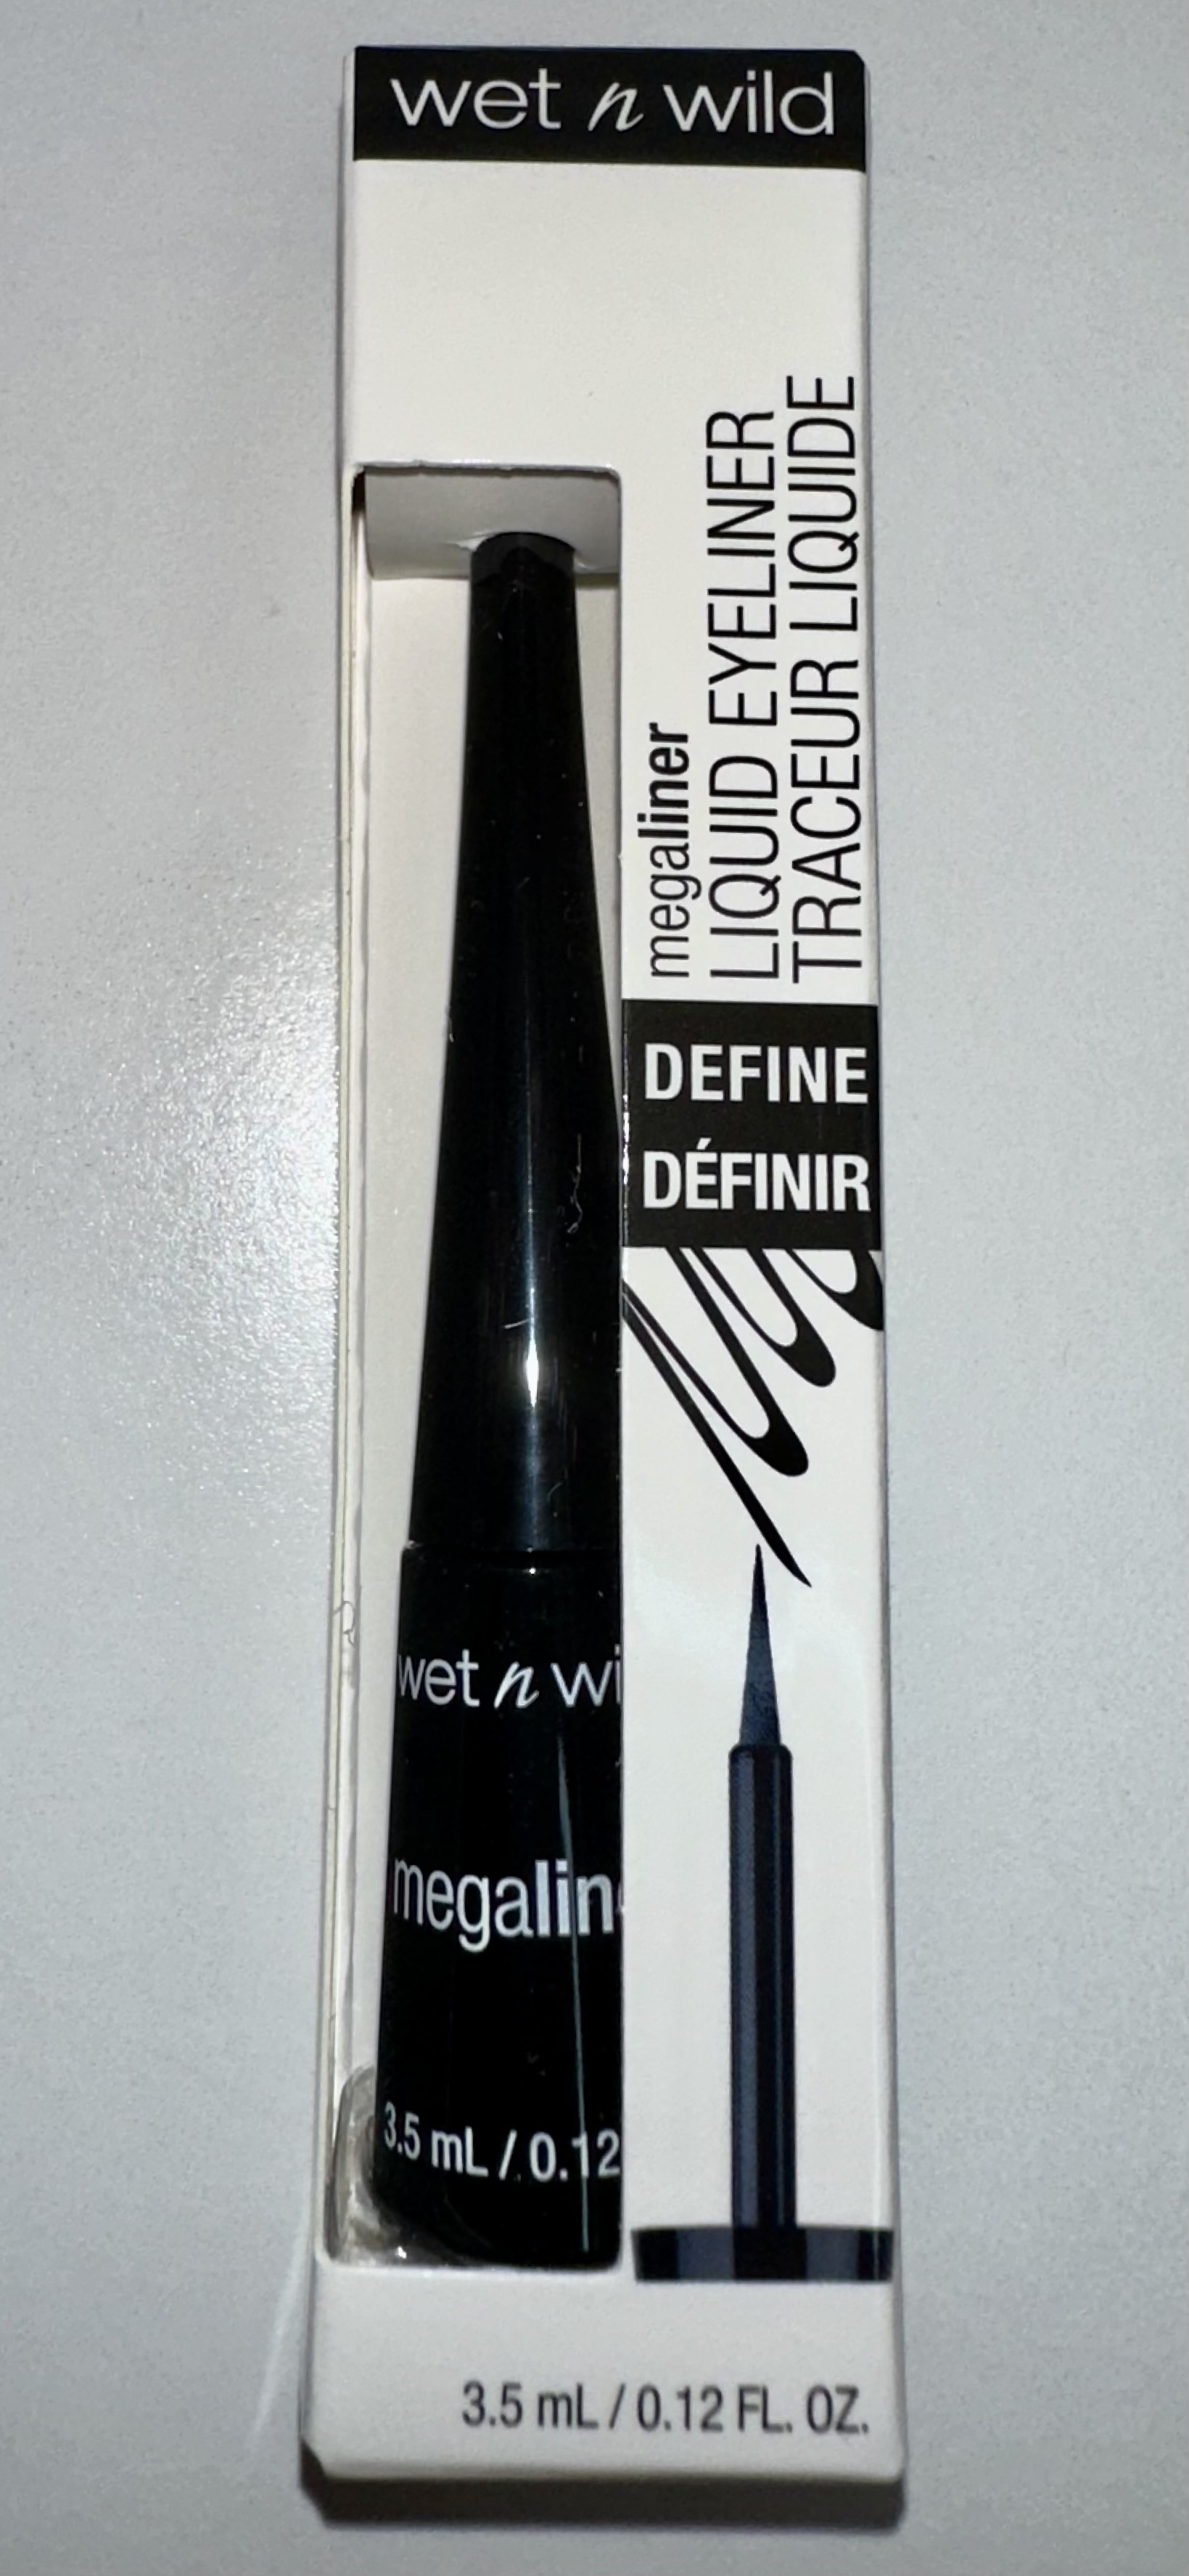 wet n wild
megaliner
LIQUID EYELINER
TRACEUR LIQUIDE
DEFINE
DÉFINIR
wet n wi
megalin
3.5 mL / 0.12
3.5 mL / 0.12 FL. OZ.